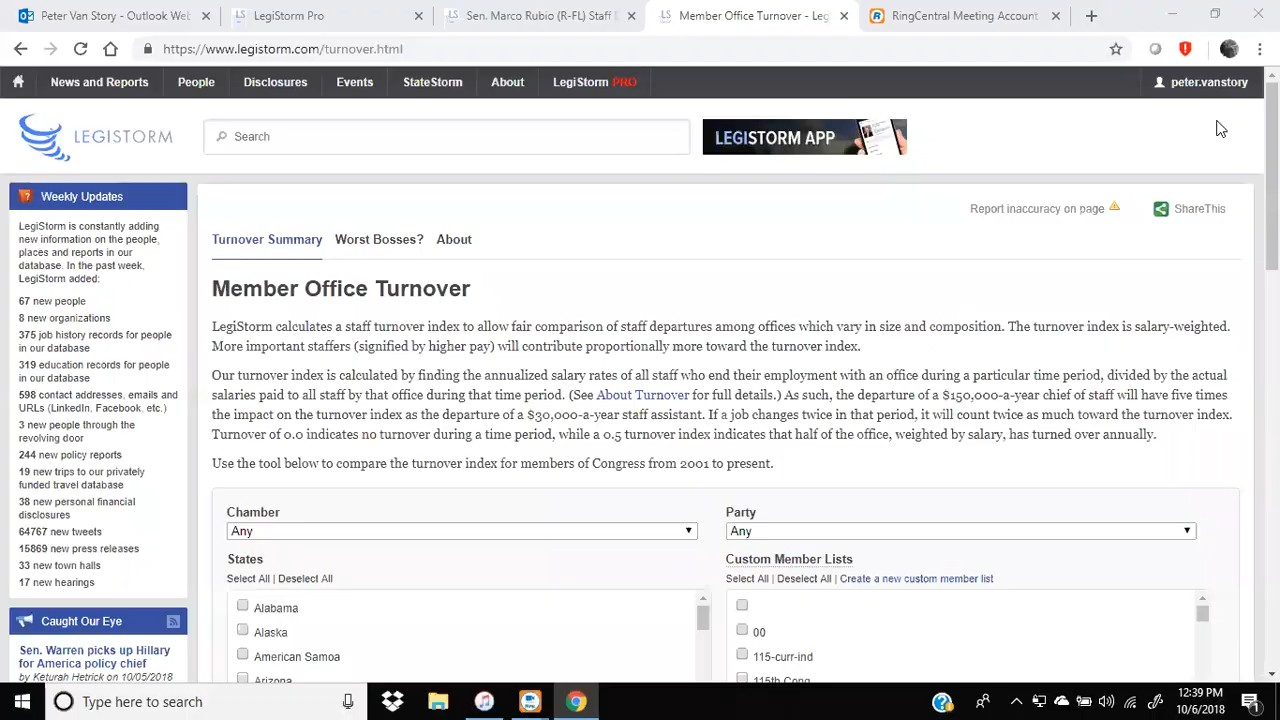 Peter Van Story - Outlook Web
LegiStorm Pro
Sen. Marco Rubio (R-FL) Staff
Member Office Turnover - Leg
RingCentral Meeting Account
https://www.legistorm.com/turnover.html
News and Reports
People
Disclosures
Events
StateStorm
About
LegiStorm PRO
peter.vanstory
LEGISTORM
Search
LEGISTORM APP
Weekly Updates
LegiStorm is constantly adding
new information on the people,
places and reports in our
database. In the past week,
LegiStorm added:
67 new people
8 new organizations
375 job history records for people
in our database
319 education records for people
in our database
598 contact addresses, emails and
URLs (LinkedIn, Facebook, etc.)
3 new people through the
revolving door
244 new policy reports
19 new trips to our privately
funded travel database
38 new personal financial
disclosures
64767 new tweets
15869 new press releases
33 new town halls
17 new hearings
Caught Our Eye
Sen. Warren picks up Hillary
for America policy chief
by Keturah Hetrick on 10/05/2018
Report inaccuracy on page
ShareThis
Turnover Summary
Worst Bosses?
About
Member Office Turnover
LegiStorm calculates a staff turnover index to allow fair comparison of staff departures among offices which vary in size and composition. The turnover index is salary-weighted.
More important staffers (signified by higher pay) will contribute proportionally more toward the turnover index.
Our turnover index is calculated by finding the annualized salary rates of all staff who end their employment with an office during a particular time period, divided by the actual
salaries paid to all staff by that office during that time period. (See About Turnover for full details.) As such, the departure of a $150,000-a-year chief of staff will have five times
the impact on the turnover index as the departure of a $30,000-a-year staff assistant. If a job changes twice in that period, it will count twice as much toward the turnover index.
Turnover of 0.0 indicates no turnover during a time period, while a 0.5 turnover index indicates that half of the office, weighted by salary, has turned over annually.
Use the tool below to compare the turnover index for members of Congress from 2001 to present.
Chamber
Any
Party
Any
States
Select All | Deselect All
Alabama
Alaska
American Samoa
Arizona
Custom Member Lists
Select All | Deselect All | Create a new custom member list
00
115-curr-ind
115th Cong
Type here to search
12:39 PM
10/6/2018
1